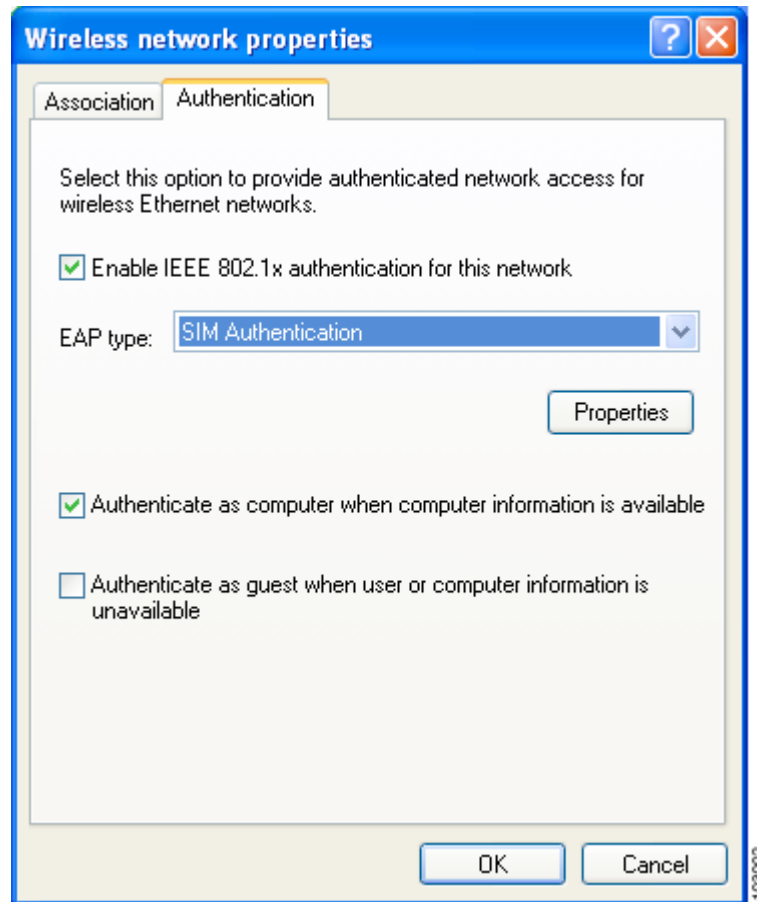 Wireless network properties
Association
Authentication
Select this option to provide authenticated network access for
wireless Ethernet networks.
Enable IEEE 802.1x authentication for this network
EAP type:
SIM Authentication
Properties
Authenticate as computer when computer information is available
Authenticate as guest when user or computer information is
unavailable
OK
Cancel